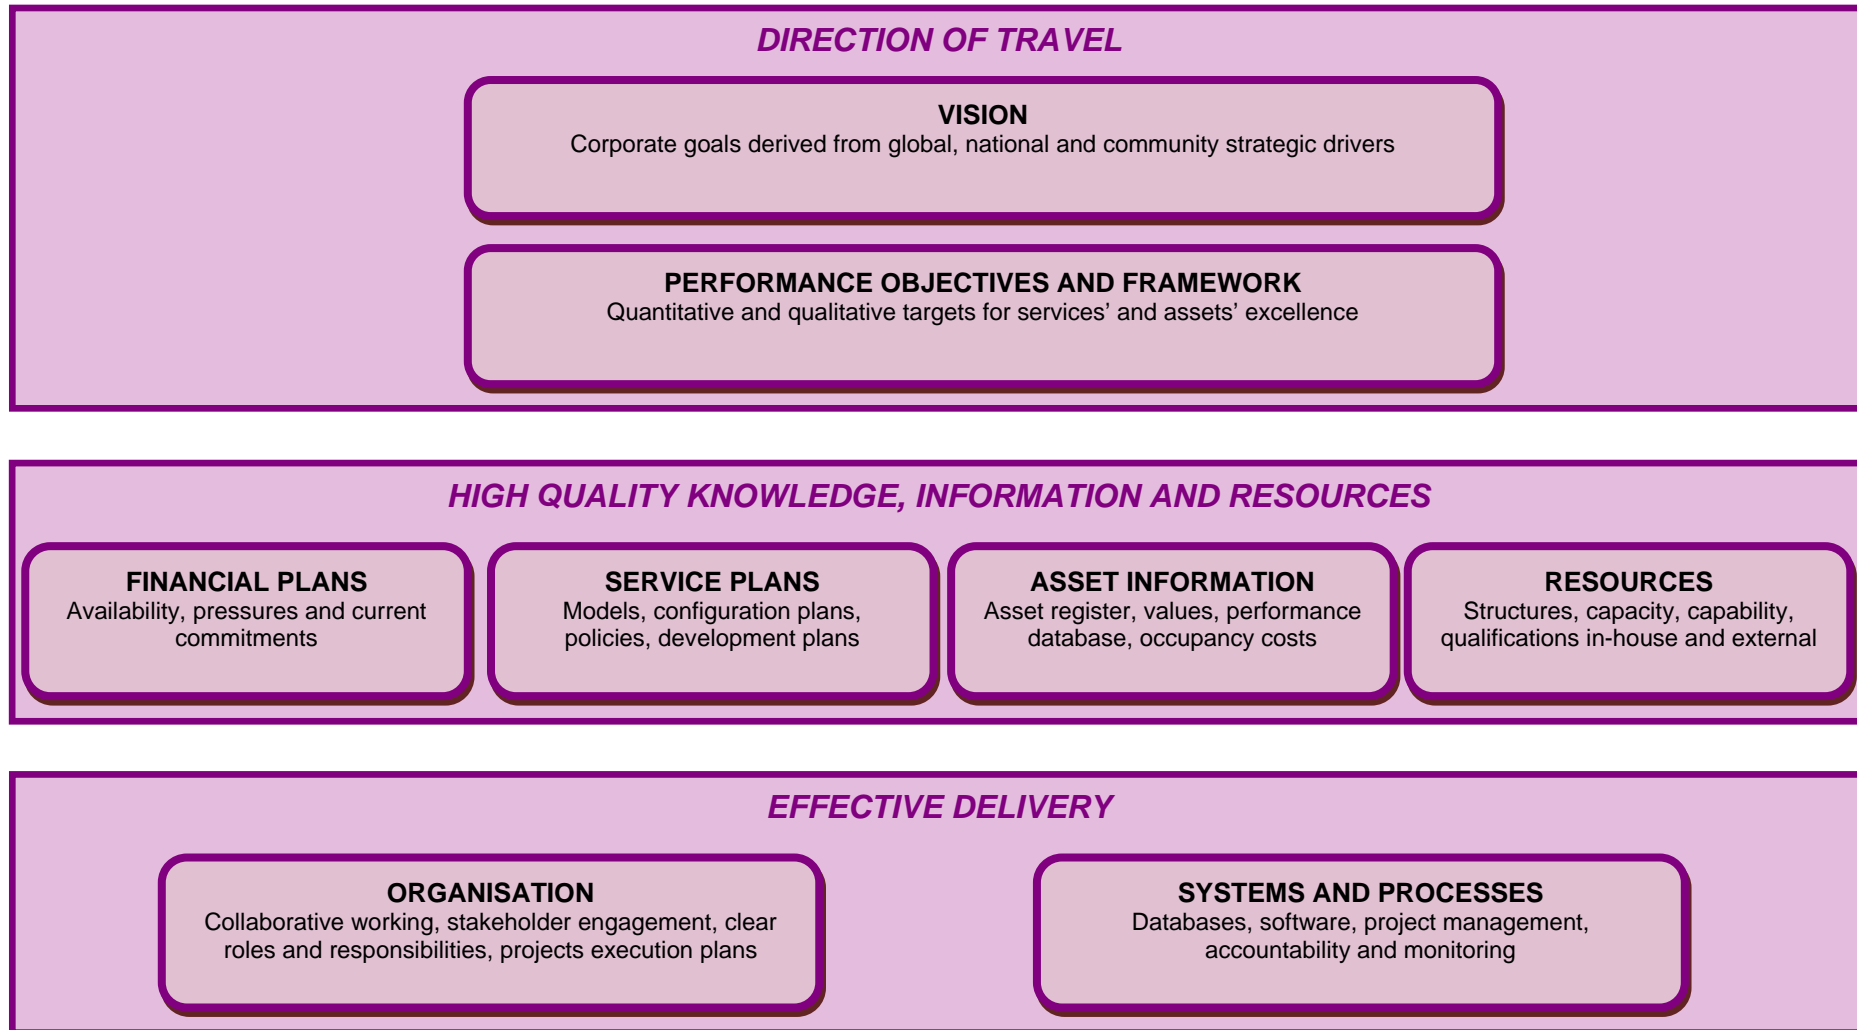 DIRECTION OF TRAVEL
VISION
Corporate goals derived from global, national and community strategic drivers
PERFORMANCE OBJECTIVES AND FRAMEWORK
Quantitative and qualitative targets for services’ and assets’ excellence
HIGH QUALITY KNOWLEDGE, INFORMATION AND RESOURCES
FINANCIAL PLANS
Availability, pressures and current
commitments
SERVICE PLANS
Models, configuration plans,
policies, development plans
ASSET INFORMATION
Asset register, values, performance
database, occupancy costs
RESOURCES
Structures, capacity, capability,
qualifications in-house and external
EFFECTIVE DELIVERY
ORGANISATION
Collaborative working, stakeholder engagement, clear
roles and responsibilities, projects execution plans
SYSTEMS AND PROCESSES
Databases, software, project management,
accountability and monitoring